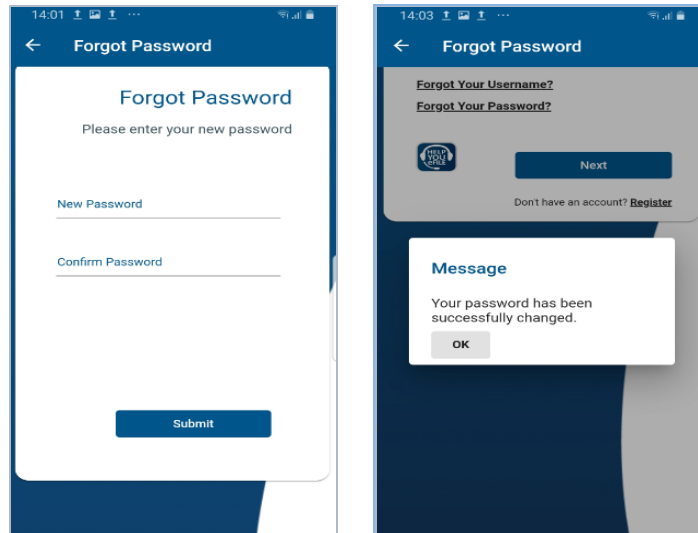 14:01
Forgot Password
Forgot Password
Please enter your new password
New Password
Confirm Password
Submit
14:03
Forgot Password
Forgot Your Username?
Forgot Your Password?
HELP
YOU
eFILE
Next
Don't have an account? Register
Message
Your password has been
successfully changed.
OK